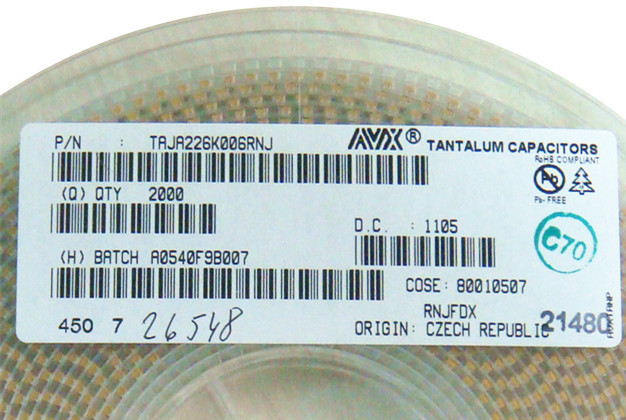 P/N : TAJA226K006RNJ
AVX® TANTALUM CAPACITORS
RoHS COMPLIANT
Pb
Pb- FREE
(Q) QTY 2000
D.C. : 1105
C70
(H) BATCH A0540F9B007
COSE: 80010507
RNJFDX
450 7 26548
ORIGIN: CZECH REPUBLIC
21480